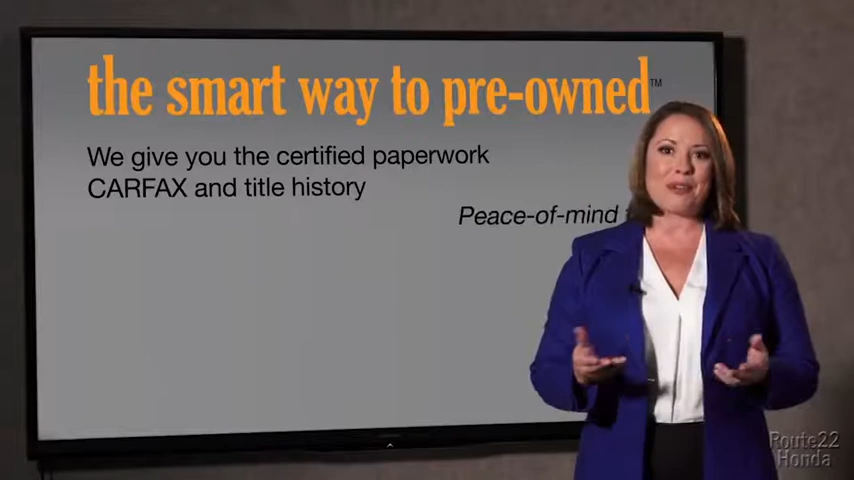 the smart way to pre-owned™
We give you the certified paperwork
CARFAX and title history
Peace-of-mind
Route22
Honda